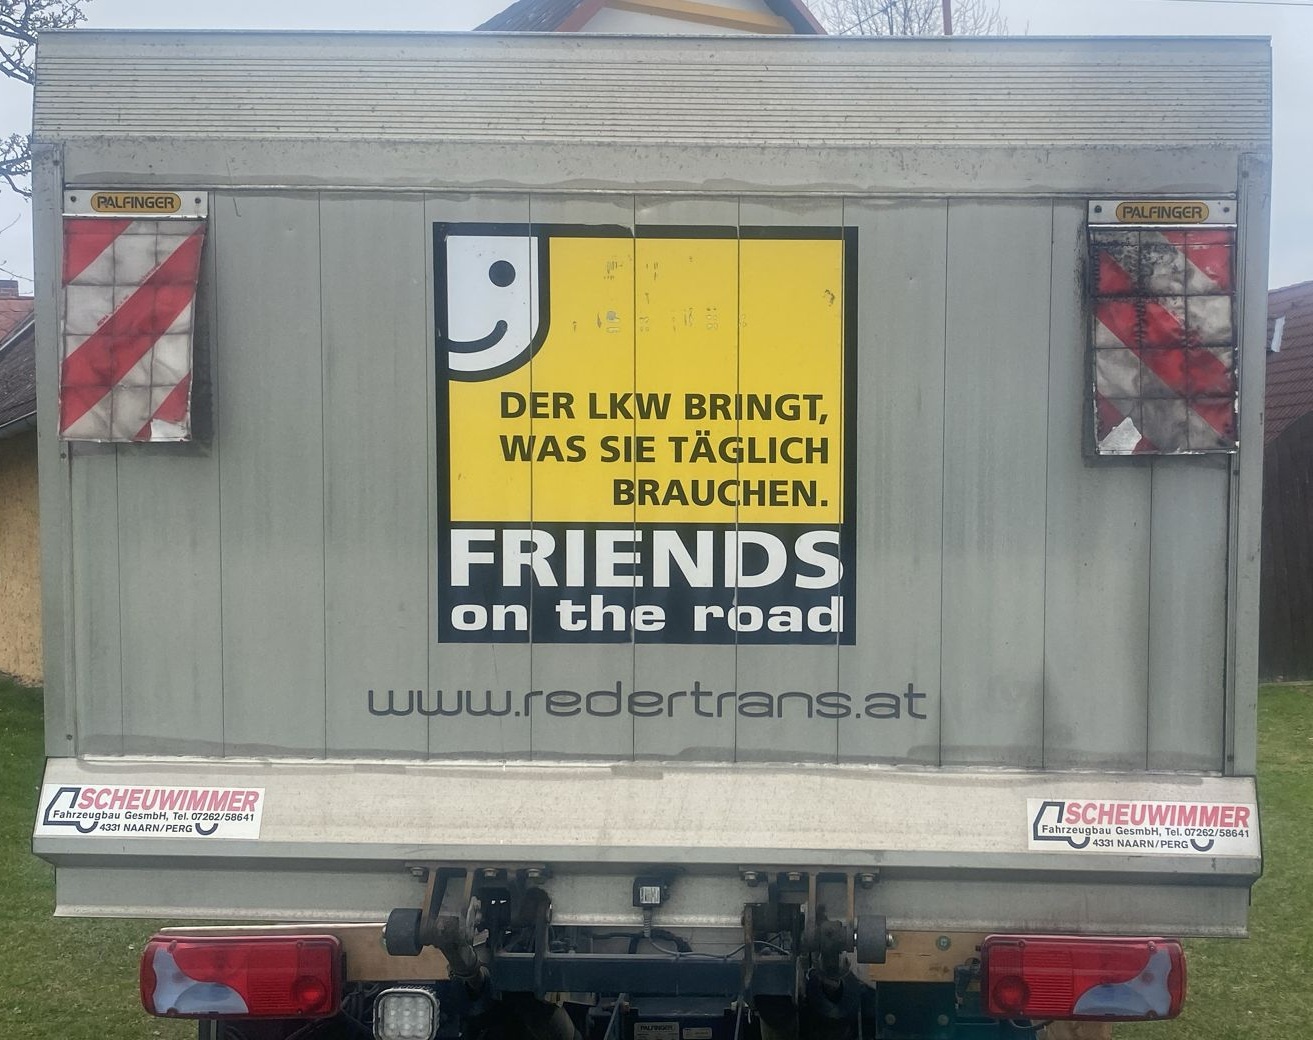 PALFINGER
PALFINGER
DER LKW BRINGT,
WAS SIE TÄGLICH
BRAUCHEN.
FRIENDS
on the road
www.redertrans.at
SCHEUWIMMER
Fahrzeugbau GesmbH, Tel. 07262/58641
4331 NAARN/PERG
SCHEUWIMMER
Fahrzeugbau GesmbH, Tel. 07262/58641
4331 NAARN/PERG
PALFINGER